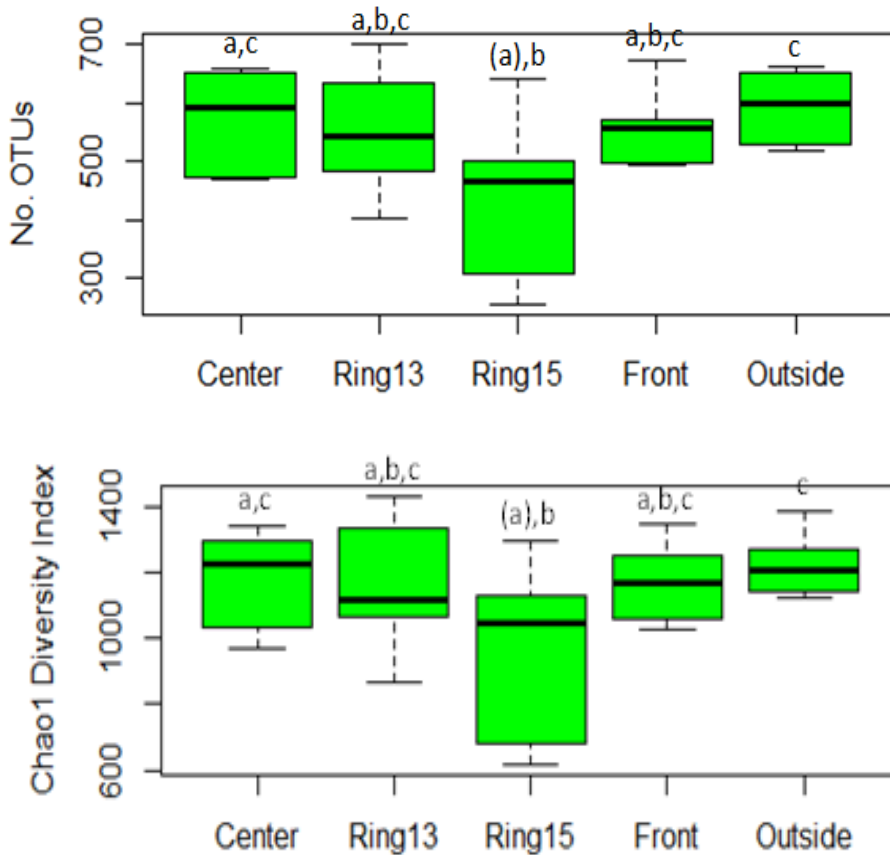 No. OTUs
700
500
300
a,c a,b,c (a),b a,b,c c
Center Ring13 Ring15 Front Outside
Chao1 Diversity Index
1400
1000
600
a,c a,b,c (a),b a,b,c c
Center Ring13 Ring15 Front Outside